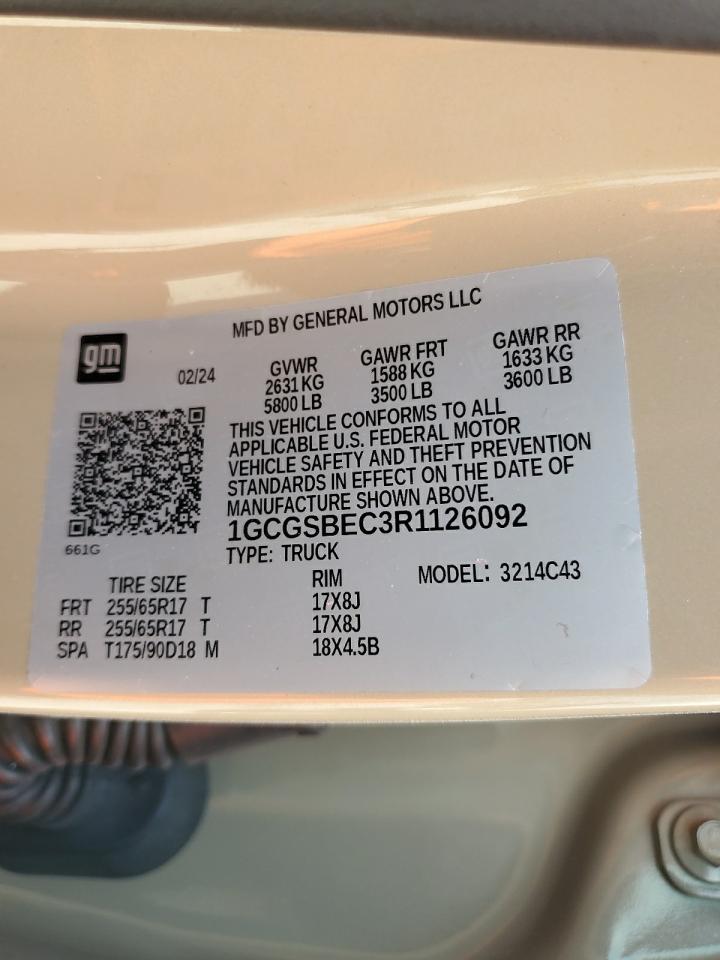 MFD BY GENERAL MOTORS LLC
gm
02/24
GVWR GAWR FRT GAWR RR
2631 KG 1588 KG 1633 KG
5800 LB 3500 LB 3600 LB
THIS VEHICLE CONFORMS TO ALL
APPLICABLE U.S. FEDERAL MOTOR
VEHICLE SAFETY AND THEFT PREVENTION
STANDARDS IN EFFECT ON THE DATE OF
MANUFACTURE SHOWN ABOVE.
1GCGSBEC3R1126092
661G
TYPE: TRUCK
TIRE SIZE RIM MODEL: 3214C43
FRT 255/65R17 T 17X8J
RR 255/65R17 T 17X8J
SPA T175/90D18 M 18X4.5B